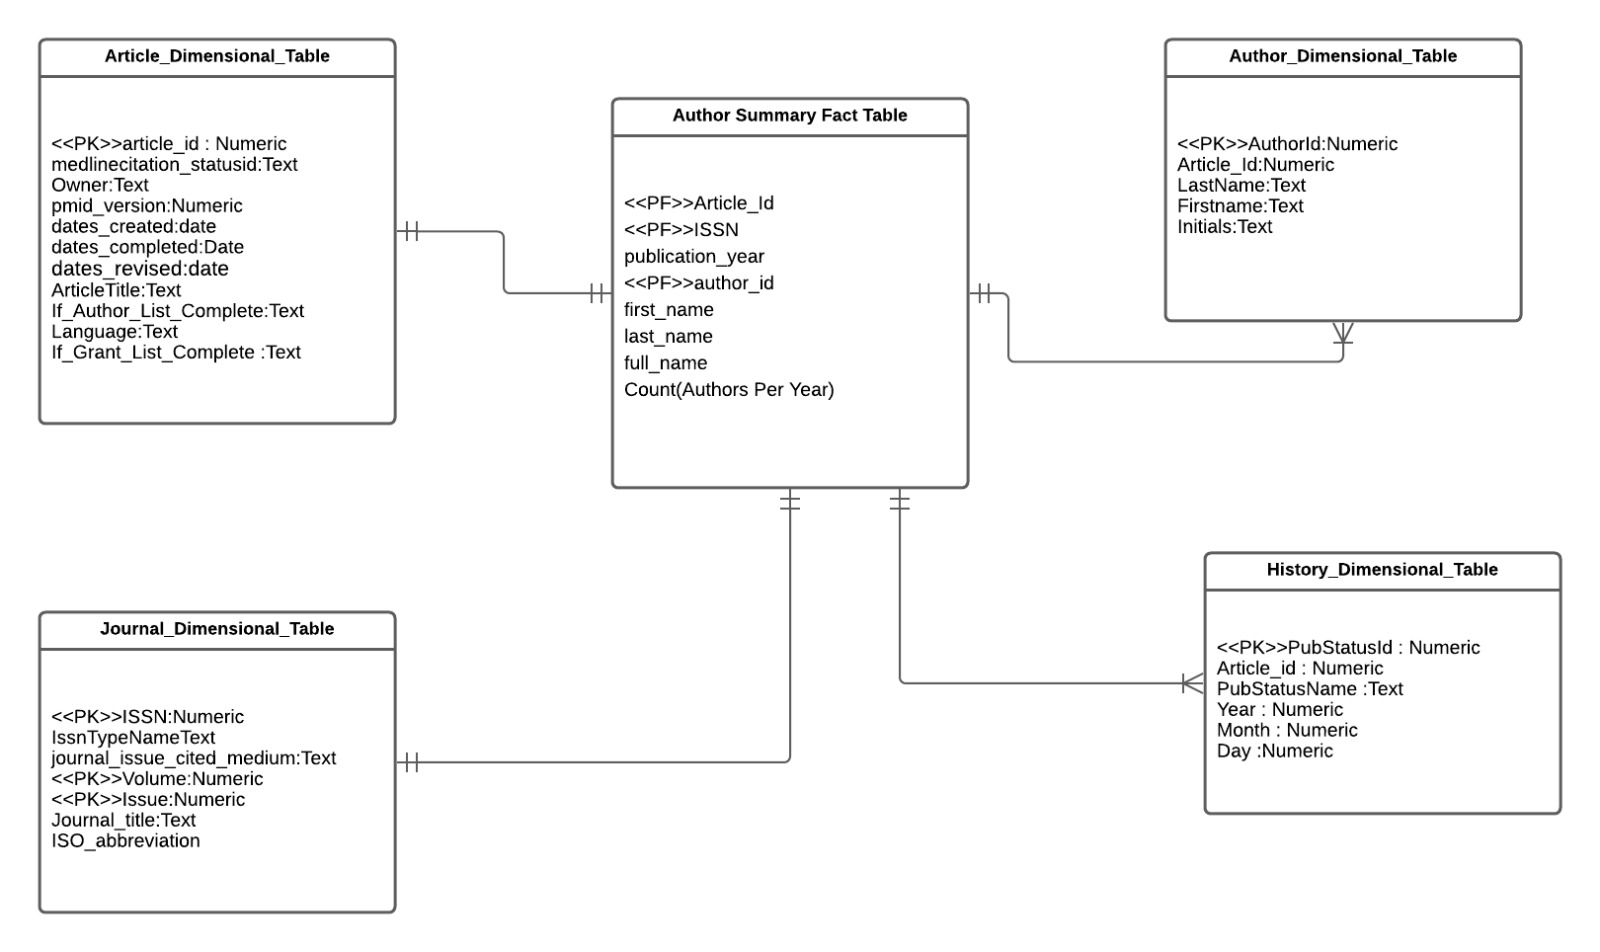 Article_Dimensional_Table
<<PK>>article_id : Numeric
medlinecitation_statusid:Text
Owner:Text
pmid_version:Numeric
dates_created:date
dates_completed:Date
dates_revised:date
ArticleTitle:Text
If_Author_List_Complete:Text
Language:Text
If_Grant_List_Complete :Text
Author Summary Fact Table
<<PF>>Article_Id
<<PF>>ISSN
publication_year
<<PF>>author_id
first_name
last_name
full_name
Count(Authors Per Year)
Author_Dimensional_Table
<<PK>>AuthorId:Numeric
Article_Id:Numeric
LastName:Text
Firstname:Text
Initials:Text
Journal_Dimensional_Table
<<PK>>ISSN:Numeric
IssnTypeNameText
journal_issue_cited_medium:Text
<<PK>>Volume:Numeric
<<PK>>Issue:Numeric
Journal_title:Text
ISO_abbreviation
History_Dimensional_Table
<<PK>>PubStatusId : Numeric
Article_id : Numeric
PubStatusName :Text
Year : Numeric
Month : Numeric
Day :Numeric